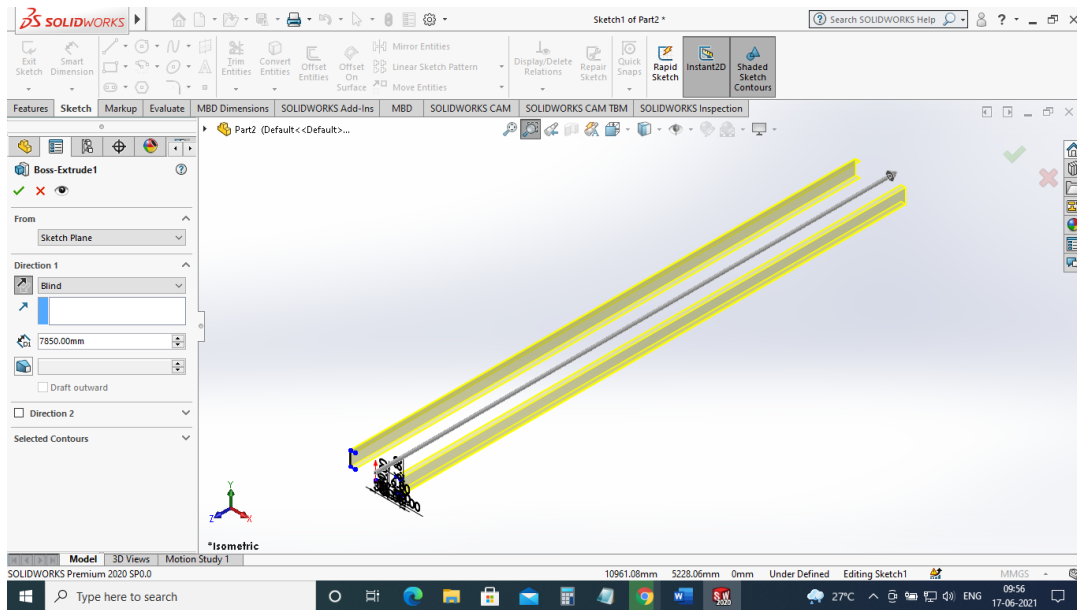 SOLIDWORKS
Sketch1 of Part2 *
Search SOLIDWORKS Help
?
Exit Sketch
Smart Dimension
Trim Entities
Convert Entities
Offset Entities
Offset On Surface
Mirror Entities
Linear Sketch Pattern
Move Entities
Display/Delete Relations
Repair Sketch
Quick Snaps
Rapid Sketch
Instant2D
Shaded Sketch Contours
Features Sketch Markup Evaluate MBD Dimensions SOLIDWORKS Add-Ins MBD SOLIDWORKS CAM SOLIDWORKS CAM TBM SOLIDWORKS Inspection
Part2 (Default<<Default>...
Boss-Extrude1
From
Sketch Plane
Direction 1
Blind
D1
7850.00mm
Draft outward
Direction 2
Selected Contours
Y
Z
X
*Isometric
Model 3D Views Motion Study 1
SOLIDWORKS Premium 2020 SP0.0 10961.08mm 5228.06mm 0mm Under Defined Editing Sketch1 MMGS
Type here to search
27°C ENG 09:56
17-06-2021